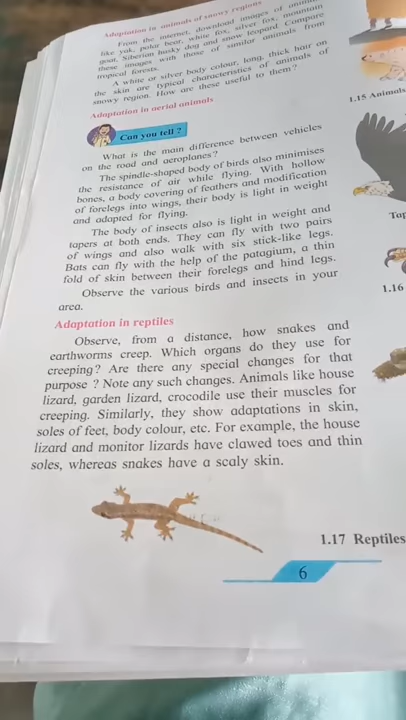 Adaptation in animals of snowy regions
From the internet, download images of
like yak, polar bear, white fox, silver fox, mountain
goat, Siberian husky dog and snow leopard. Compare
these images with those of similar animals from
tropical forests.
A white or silver body colour, long, thick hair on
the skin are typical characteristics of animals of
snowy region. How are these useful to them?
Adaptation in aerial animals
Can you tell ?
What is the main difference between vehicles
on the road and aeroplanes?
The spindle-shaped body of birds also minimises
the resistance of air while flying. With hollow
bones, a body covering of feathers and modification
of forelegs into wings, their body is light in weight
and adapted for flying.
The body of insects also is light in weight and
tapers at both ends. They can fly with two pairs
of wings and also walk with six stick-like legs.
Bats can fly with the help of the patagium, a thin
fold of skin between their forelegs and hind legs.
Observe the various birds and insects in your
area.
Adaptation in reptiles
Observe, from a distance, how snakes and
earthworms creep. Which organs do they use for
creeping? Are there any special changes for that
purpose ? Note any such changes. Animals like house
lizard, garden lizard, crocodile use their muscles for
creeping. Similarly, they show adaptations in skin,
soles of feet, body colour, etc. For example, the house
lizard and monitor lizards have clawed toes and thin
soles, whereas snakes have a scaly skin.
1.15 Animals
1.16
1.17 Reptiles
6